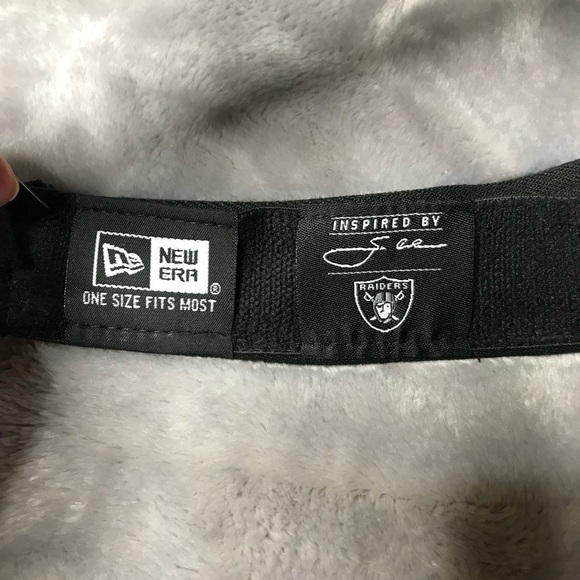 NEW
ERA
®
ONE SIZE FITS MOST
INSPIRED BY
RAIDERS